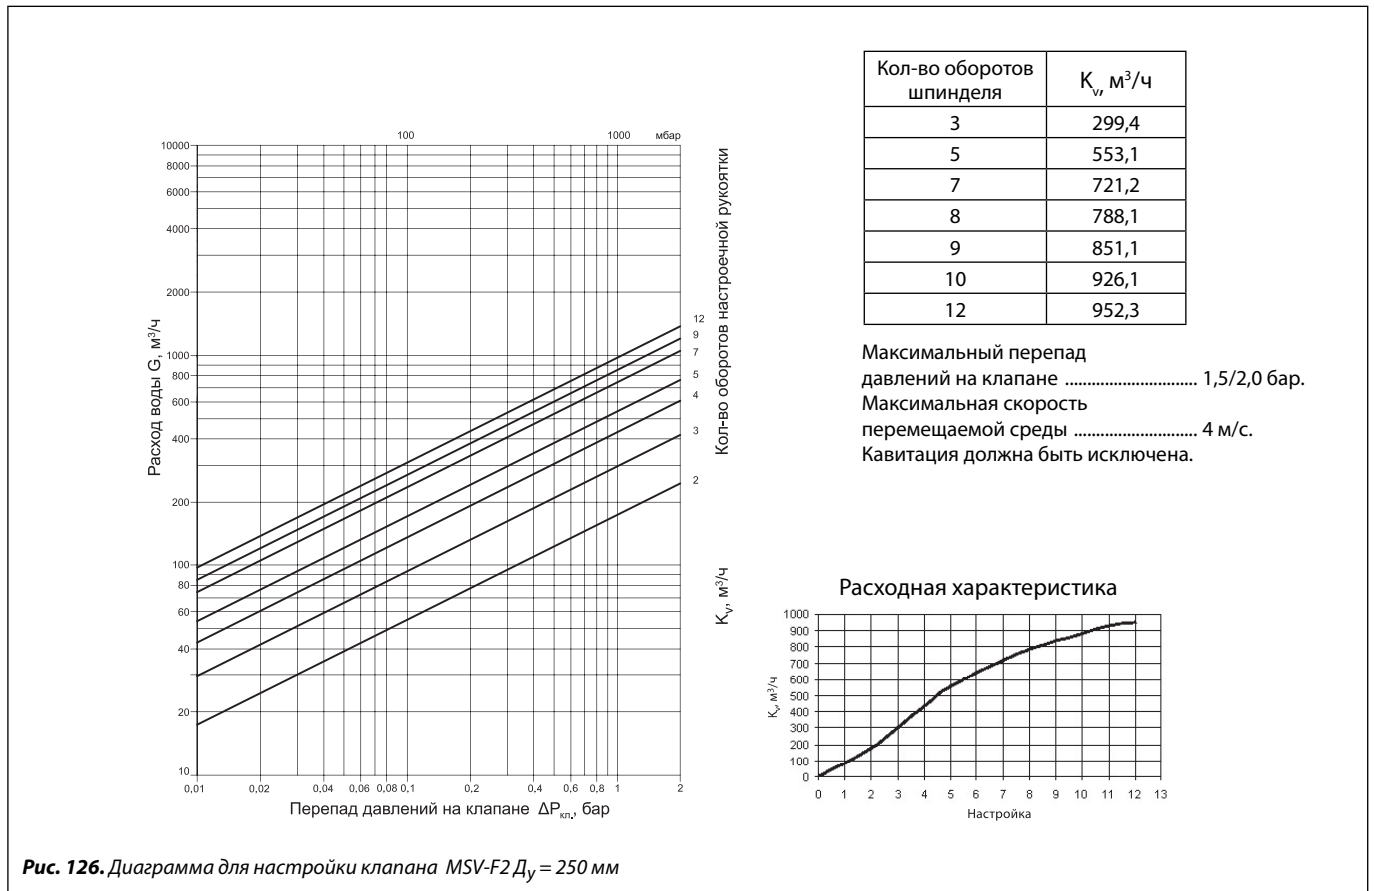 100 1000 мбар
10000
8000
6000
4000
2000
1000
800
600
400
200
100
80
60
40
20
10
Расход воды G, м³/ч
0,01 0,02 0,04 0,06 0,08 0,1 0,2 0,4 0,6 0,8 1 2
Перепад давлений на клапане ΔPкл., бар
12
9
7
5
4
3
2
Кол-во оборотов настроечной рукоятки
Kv, м³/ч
Кол-во оборотов шпинделя Kv, м³/ч
3 299,4
5 553,1
7 721,2
8 788,1
9 851,1
10 926,1
12 952,3
Максимальный перепад
давлений на клапане ............................. 1,5/2,0 бар.
Максимальная скорость
перемещаемой среды ........................... 4 м/с.
Кавитация должна быть исключена.
Расходная характеристика
1000
900
800
700
600
500
400
300
200
100
0
Kv, м³/ч
0 1 2 3 4 5 6 7 8 9 10 11 12 13
Настройка
Рис. 126. Диаграмма для настройки клапана MSV-F2 Ду = 250 мм